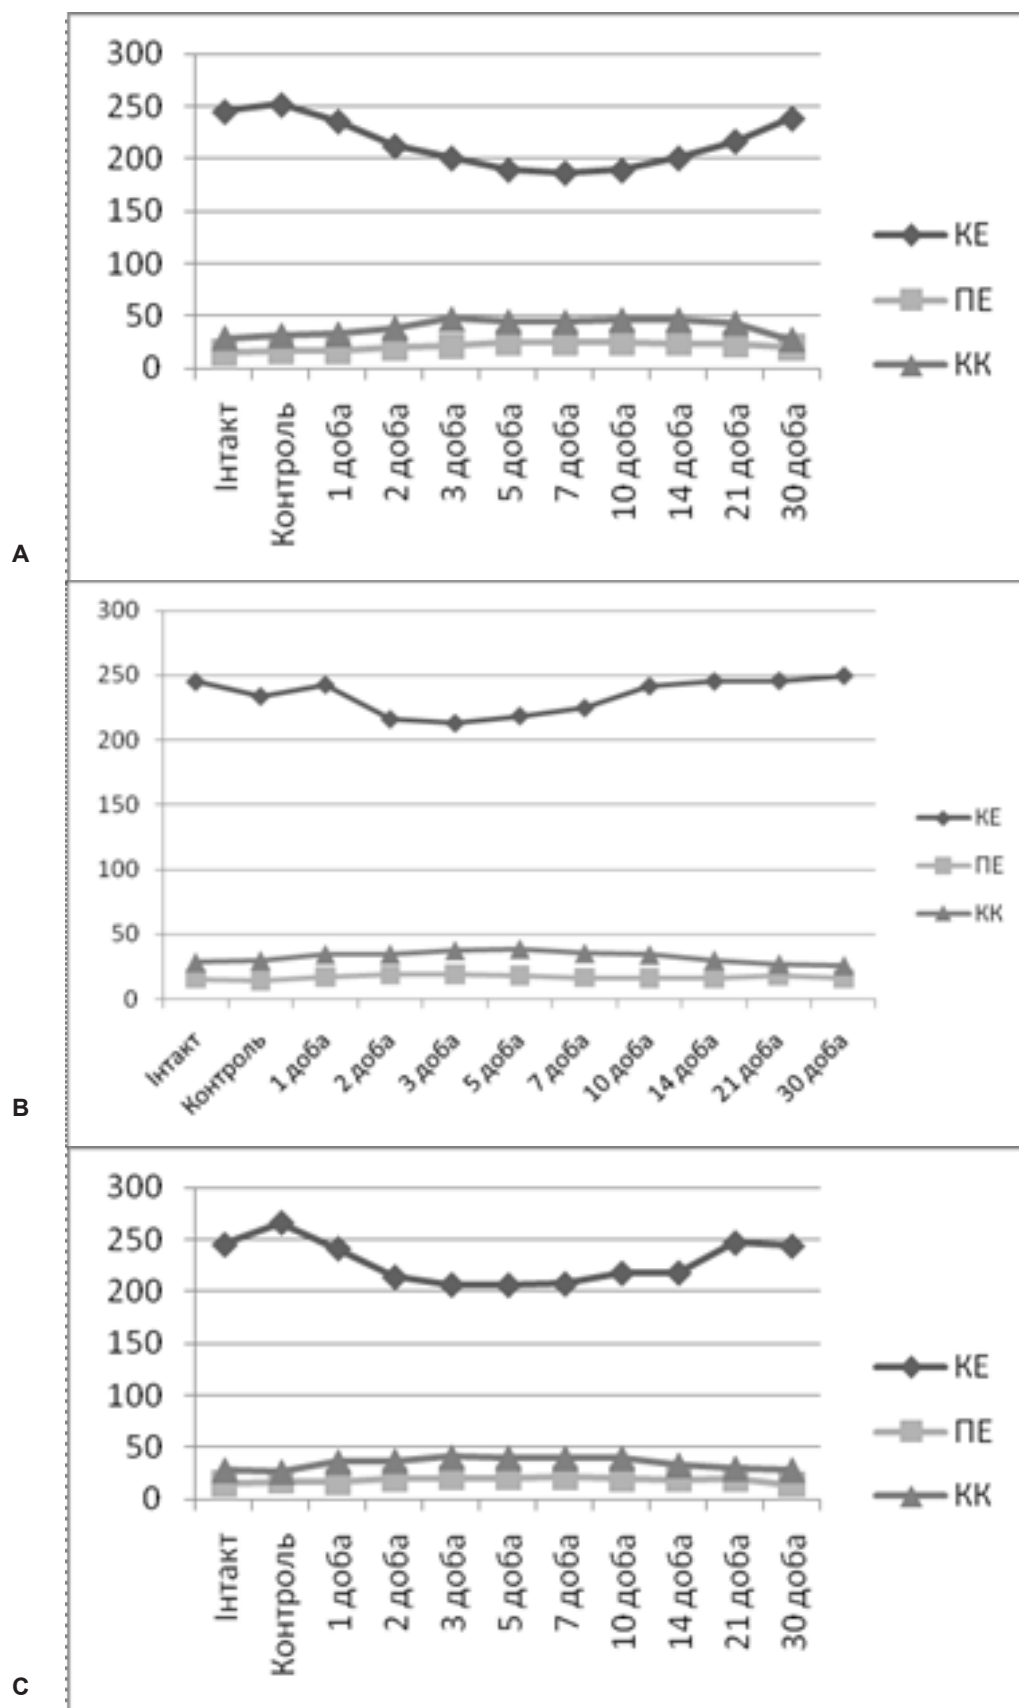 300
250
200
150
100
50
0
Інтакт
Контроль
1 доба
2 доба
3 доба
5 доба
7 доба
10 доба
14 доба
21 доба
30 доба
КЕ
ПЕ
КК
A
300
250
200
150
100
50
0
Інтакт
Контроль
1 доба
2 доба
3 доба
5 доба
7 доба
10 доба
14 доба
21 доба
30 доба
КЕ
ПЕ
КК
B
300
250
200
150
100
50
0
Інтакт
Контроль
1 доба
2 доба
3 доба
5 доба
7 доба
10 доба
14 доба
21 доба
30 доба
КЕ
ПЕ
КК
C